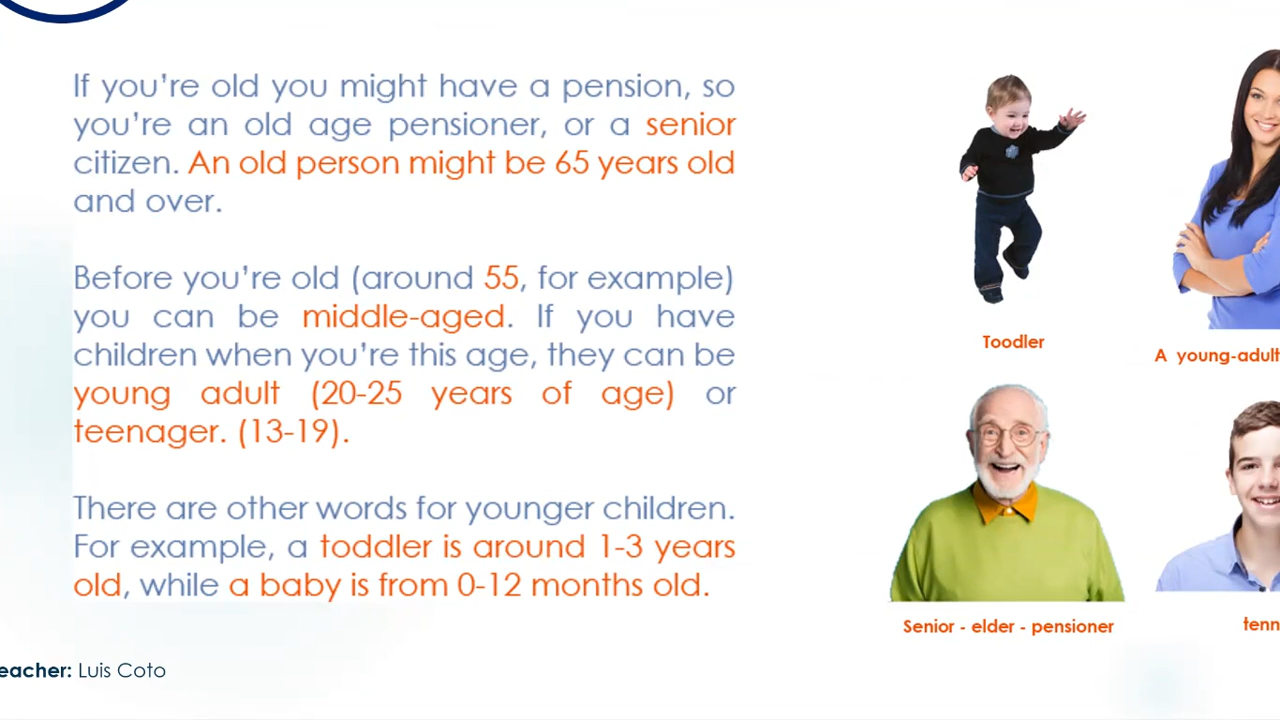 If you're old you might have a pension, so
you're an old age pensioner, or a senior
citizen. An old person might be 65 years old
and over.
Before you're old (around 55, for example)
you can be middle-aged. If you have
children when you're this age, they can be
young adult (20-25 years of age) or
teenager. (13-19).
There are other words for younger children.
For example, a toddler is around 1-3 years
old, while a baby is from 0-12 months old.
Toodler
A young-adult
Senior - elder - pensioner
tenn
eacher: Luis Coto